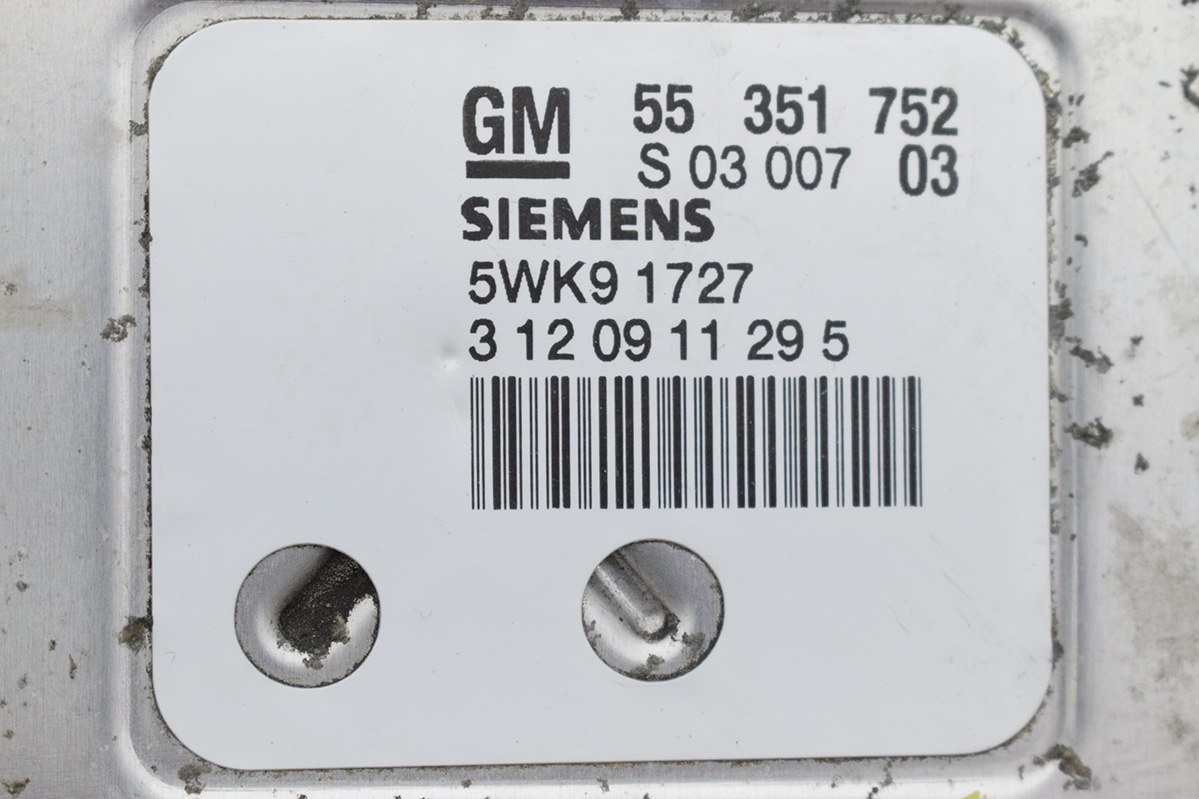 GM 55 351 752
S 03 007 03
SIEMENS
5WK9 1727
3 12 09 11 29 5